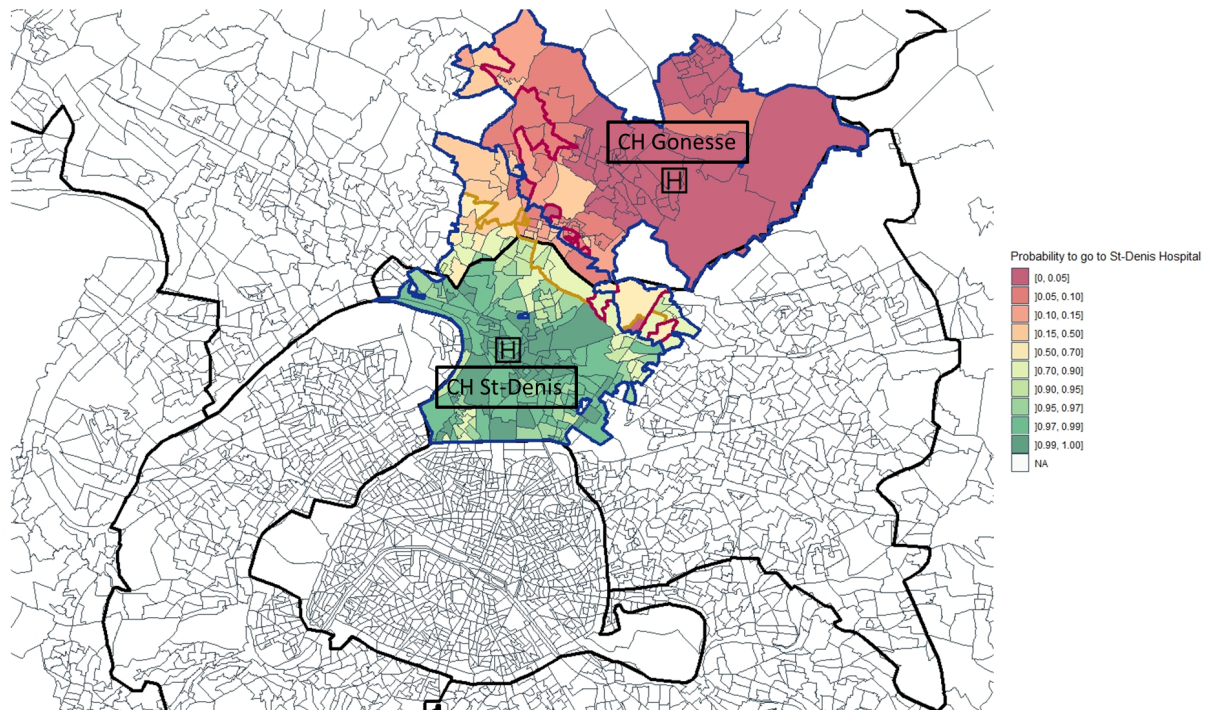 CH Gonesse
H
H
CH St-Denis
Probability to go to St-Denis Hospital
[0, 0.05]
]0.05, 0.10]
]0.10, 0.15]
]0.15, 0.50]
]0.50, 0.70]
]0.70, 0.90]
]0.90, 0.95]
]0.95, 0.97]
]0.97, 0.99]
]0.99, 1.00]
NA